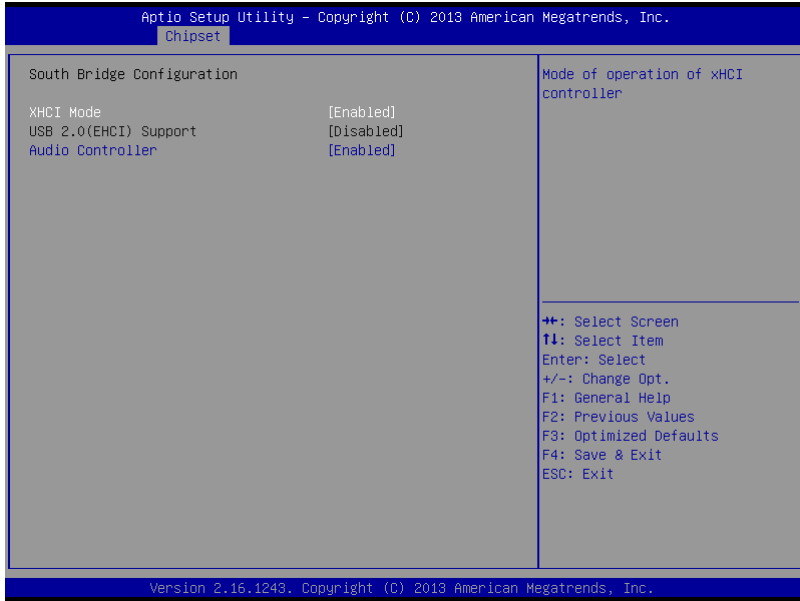 Aptio Setup Utility – Copyright (C) 2013 American Megatrends, Inc.
Chipset
South Bridge Configuration
XHCI Mode [Enabled]
USB 2.0(EHCI) Support [Disabled]
Audio Controller [Enabled]
Mode of operation of xHCI
controller
→←: Select Screen
↑↓: Select Item
Enter: Select
+/-: Change Opt.
F1: General Help
F2: Previous Values
F3: Optimized Defaults
F4: Save & Exit
ESC: Exit
Version 2.16.1243. Copyright (C) 2013 American Megatrends, Inc.